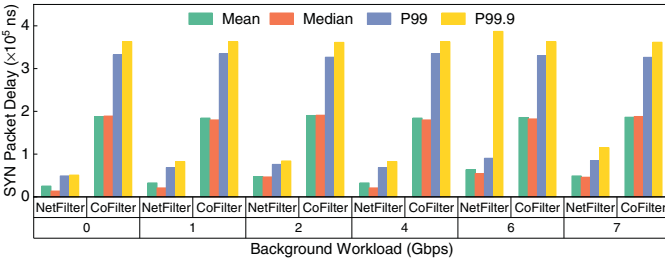 Mean Median P99 P99.9
SYN Packet Delay (×10⁵ ns)
4
3
2
1
0
NetFilter CoFilter NetFilter CoFilter NetFilter CoFilter NetFilter CoFilter NetFilter CoFilter NetFilter CoFilter
0 1 2 4 6 7
Background Workload (Gbps)